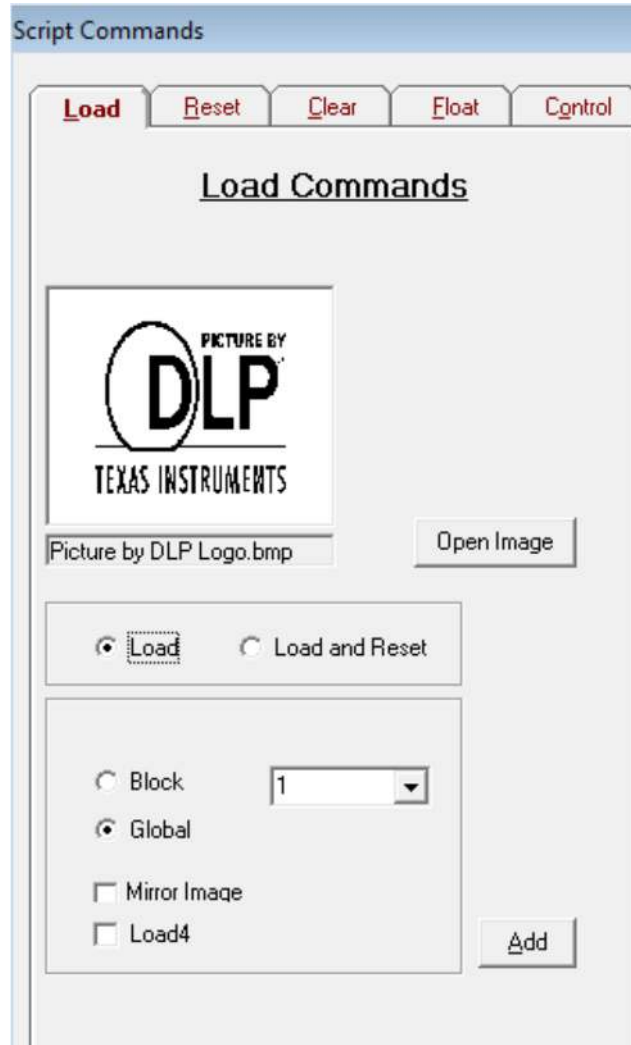 Script Commands
Load Reset Clear Float Control
Load Commands
PICTURE BY
DLP
TEXAS INSTRUMENTS
Picture by DLP Logo.bmp
Open Image
Load Load and Reset
Block 1
Global
Mirror Image
Load4
Add